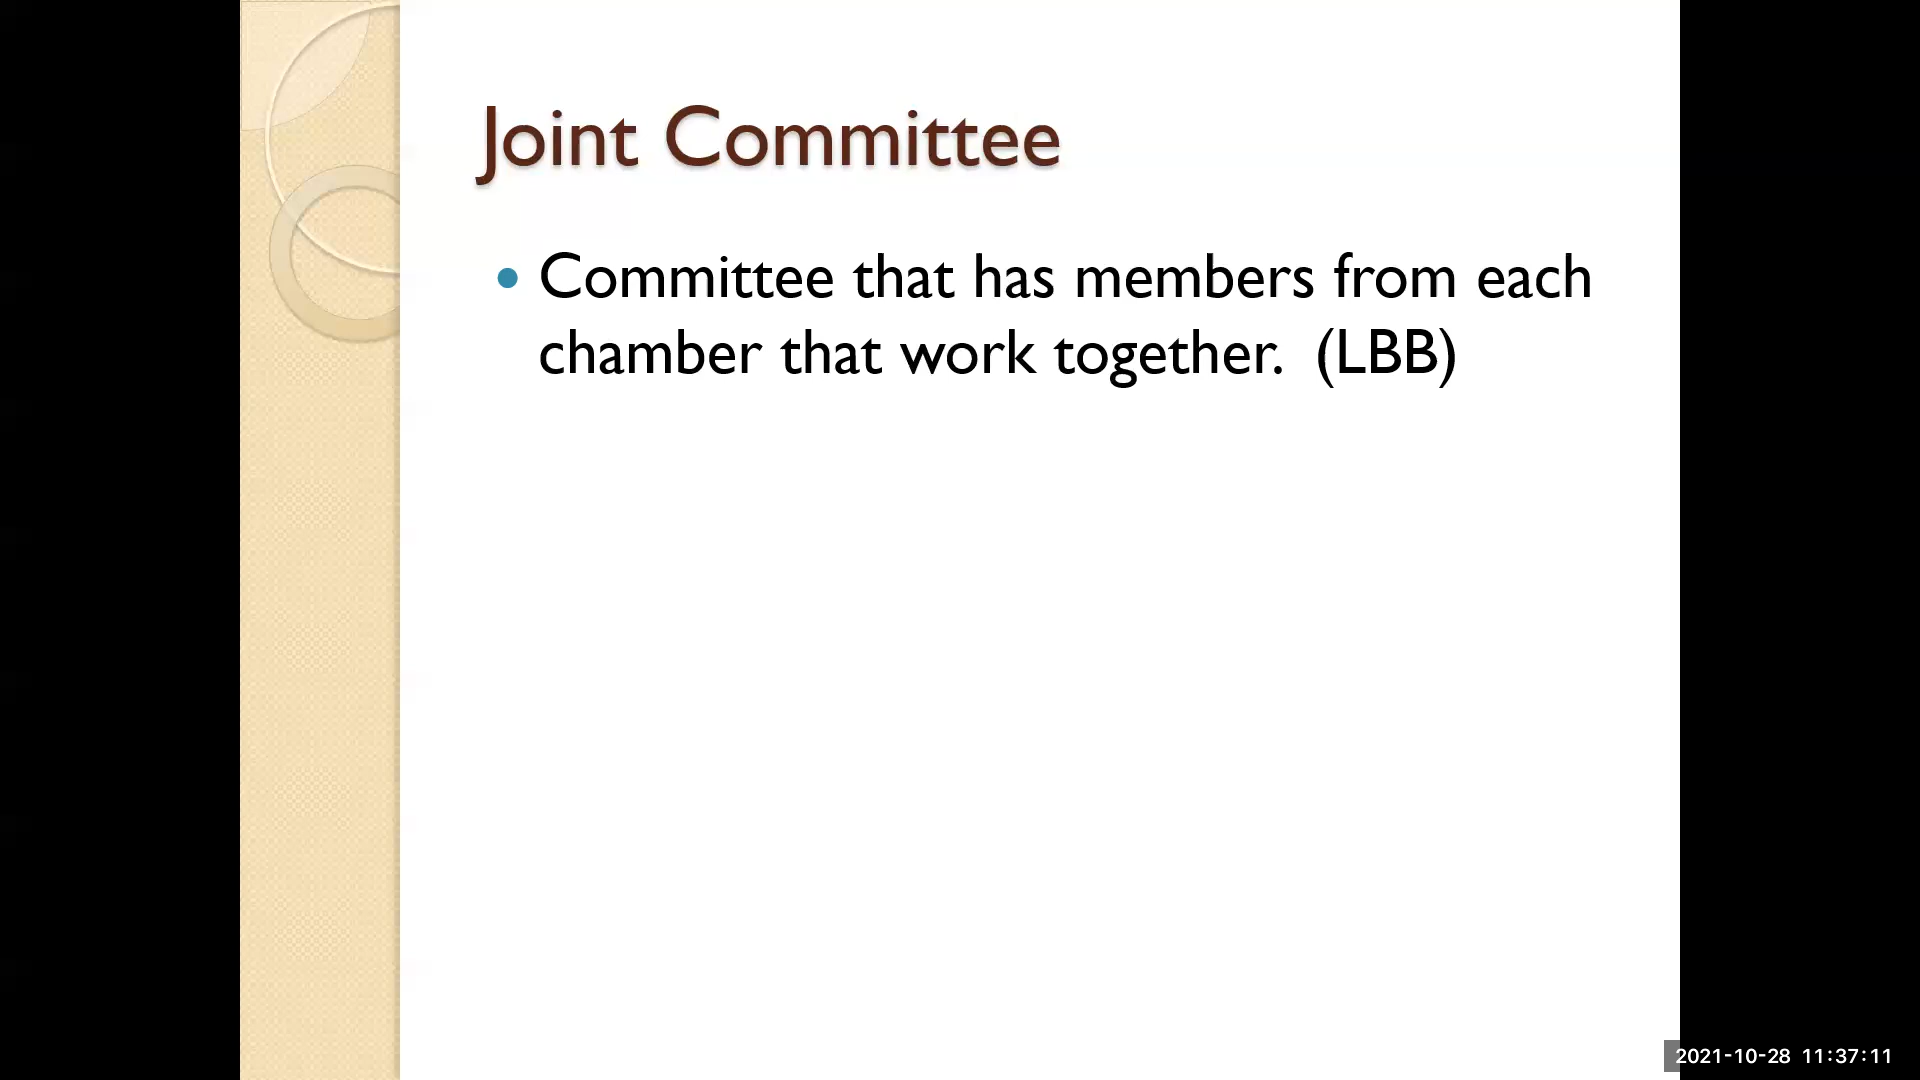 Joint Committee
• Committee that has members from each
chamber that work together.  (LBB)
2021-10-28 11:37:11